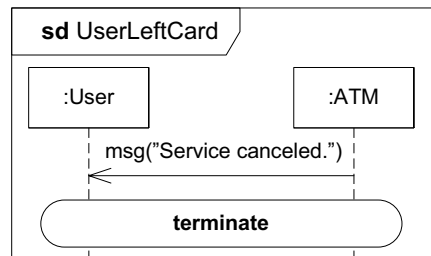 sd UserLeftCard
:User :ATM
msg(”Service canceled.”)
terminate